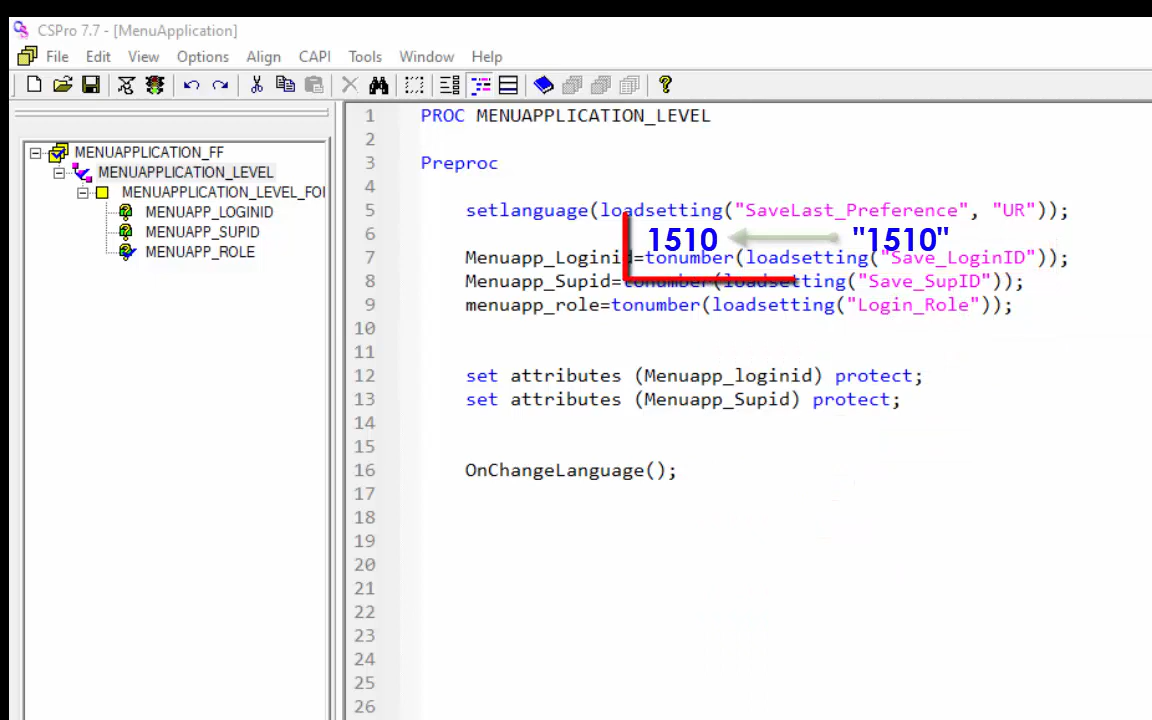 CSPro 7.7 - [MenuApplication]
File Edit View Options Align CAPI Tools Window Help
MENUAPPLICATION_FF
MENUAPPLICATION_LEVEL
MENUAPPLICATION_LEVEL_FOI
MENUAPP_LOGINID
MENUAPP_SUPID
MENUAPP_ROLE
1 PROC MENUAPPLICATION_LEVEL
2
3 Preproc
4
5 setlanguage(loadsetting("SaveLast_Preference", "UR"));
6
1510 "1510"
7 Menuapp_Loginid=tonumber(loadsetting("Save_LoginID"));
8 Menuapp_Supid=tonumber(loadsetting("Save_SupID"));
9 menuapp_role=tonumber(loadsetting("Login_Role"));
10
11
12 set attributes (Menuapp_loginid) protect;
13 set attributes (Menuapp_Supid) protect;
14
15
16 OnChangeLanguage();
17
18
19
20
21
22
23
24
25
26